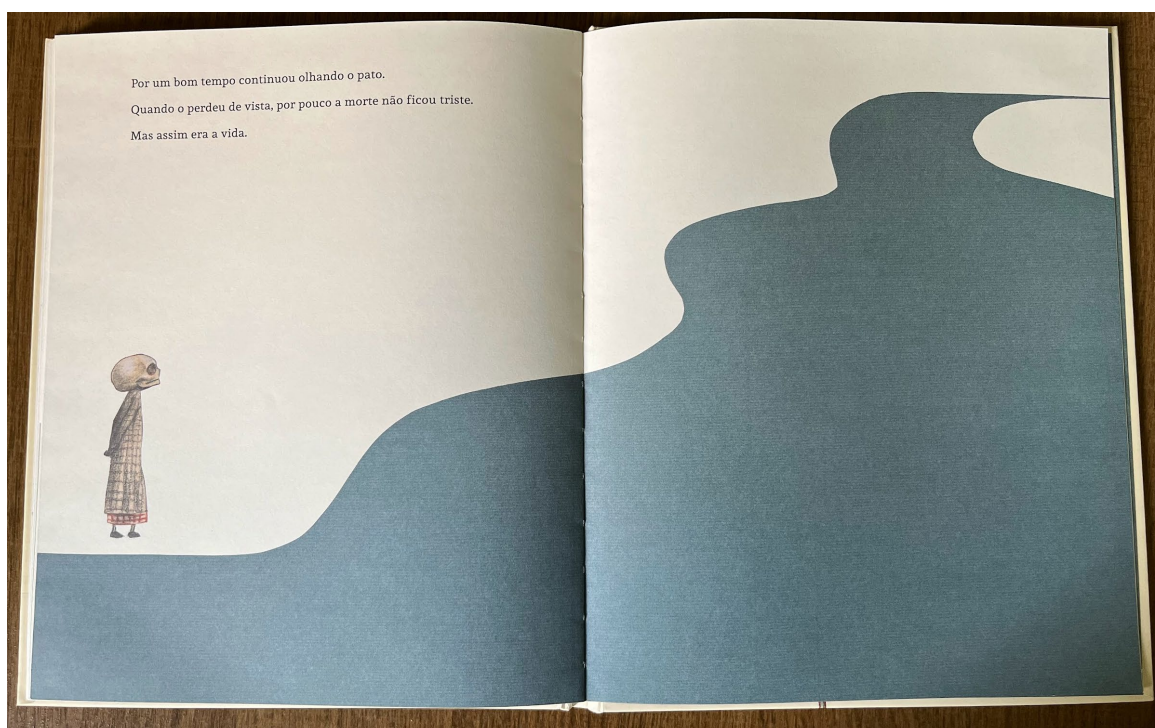 Por um bom tempo continuou olhando o pato.
Quando o perdeu de vista, por pouco a morte não ficou triste.
Mas assim era a vida.